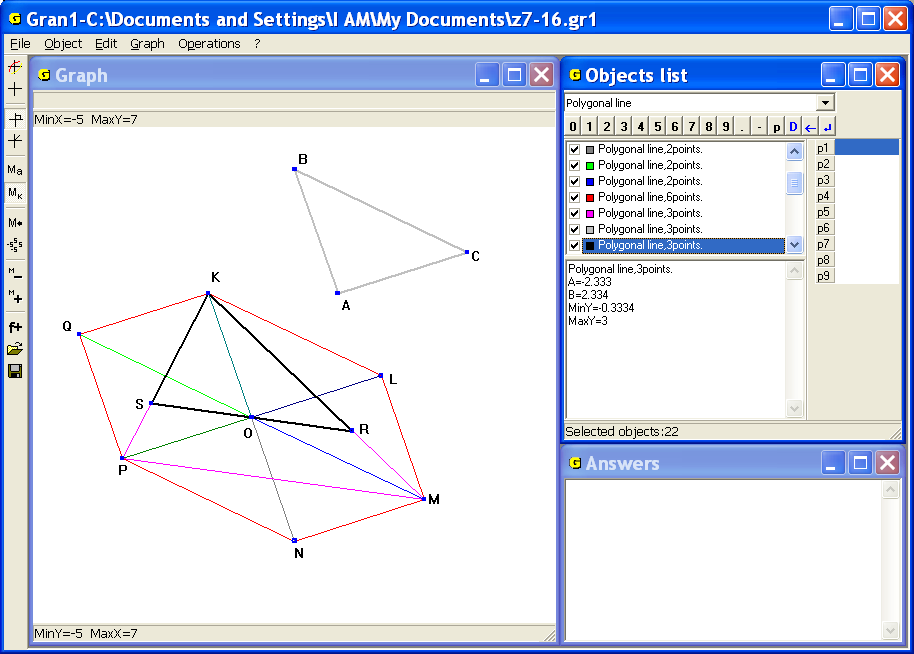 Gran1-C:\Documents and Settings\I AM\My Documents\z7-16.gr1
File Object Edit Graph Operations ?
Graph
MinX=-5 MaxY=7
B
C
A
K
Q
L
S
R
O
P
M
N
MinY=-5 MaxX=7
Ma
Mк
M
M
M
f+
Objects list
Polygonal line
0 1 2 3 4 5 6 7 8 9 . - p D ← ↲
Polygonal line,2points.
Polygonal line,2points.
Polygonal line,2points.
Polygonal line,6points.
Polygonal line,3points.
Polygonal line,3points.
Polygonal line,3points.
p1
p2
p3
p4
p5
p6
p7
p8
p9
Polygonal line,3points.
A=-2.333
B=2.334
MinY=-0.3334
MaxY=3
Selected objects:22
Answers